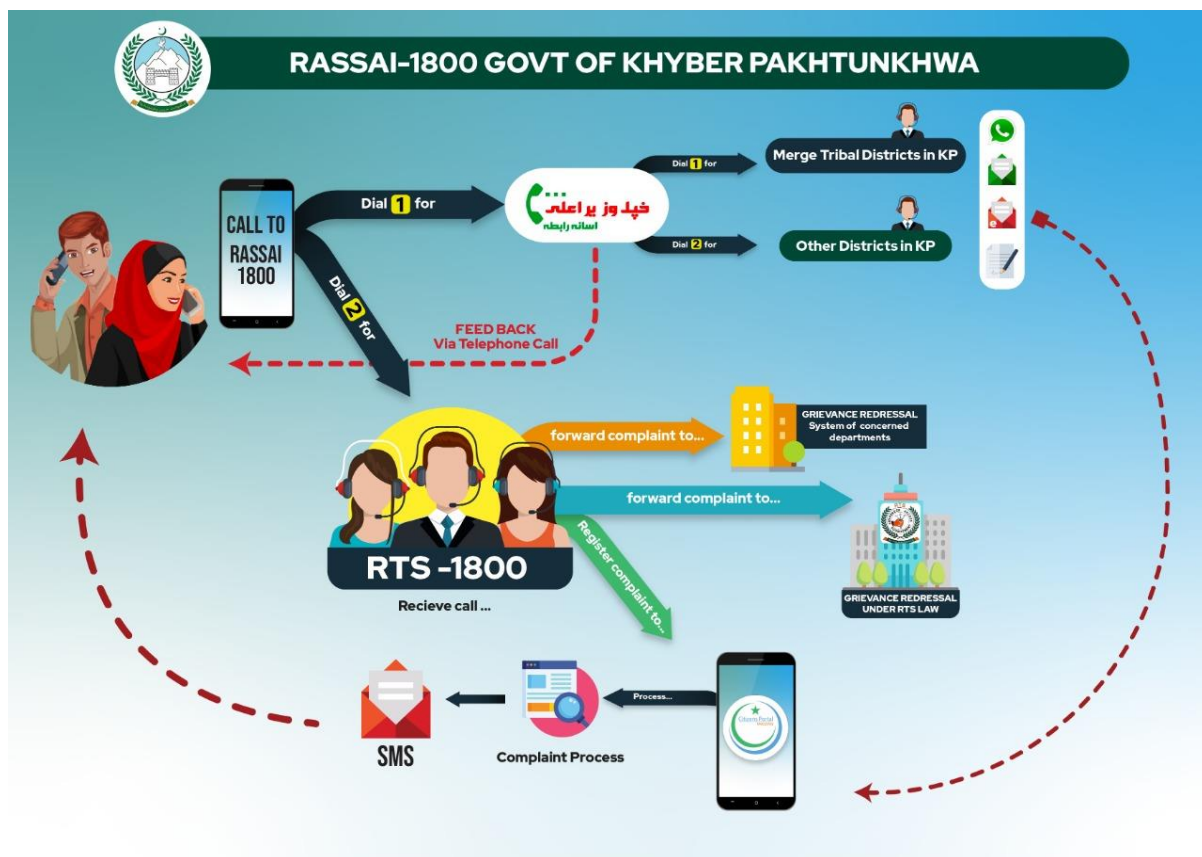 RASSAI-1800 GOVT OF KHYBER PAKHTUNKHWA
CALL TO
RASSAI
1800
Dial 1 for
خپلہ وزیر اعلیٰ
اسانہ رابطہ
Dial 1 for
Merge Tribal Districts in KP
Dial 2 for
Other Districts in KP
Dial 2 for
FEED BACK
Via Telephone Call
forward complaint to...
GRIEVANCE REDRESSAL
System of concerned
departments
forward complaint to...
GRIEVANCE REDRESSAL
UNDER RTS LAW
Register complaint to...
RTS -1800
Recieve call ...
Process...
Citizens Portal
Complaint Process
SMS